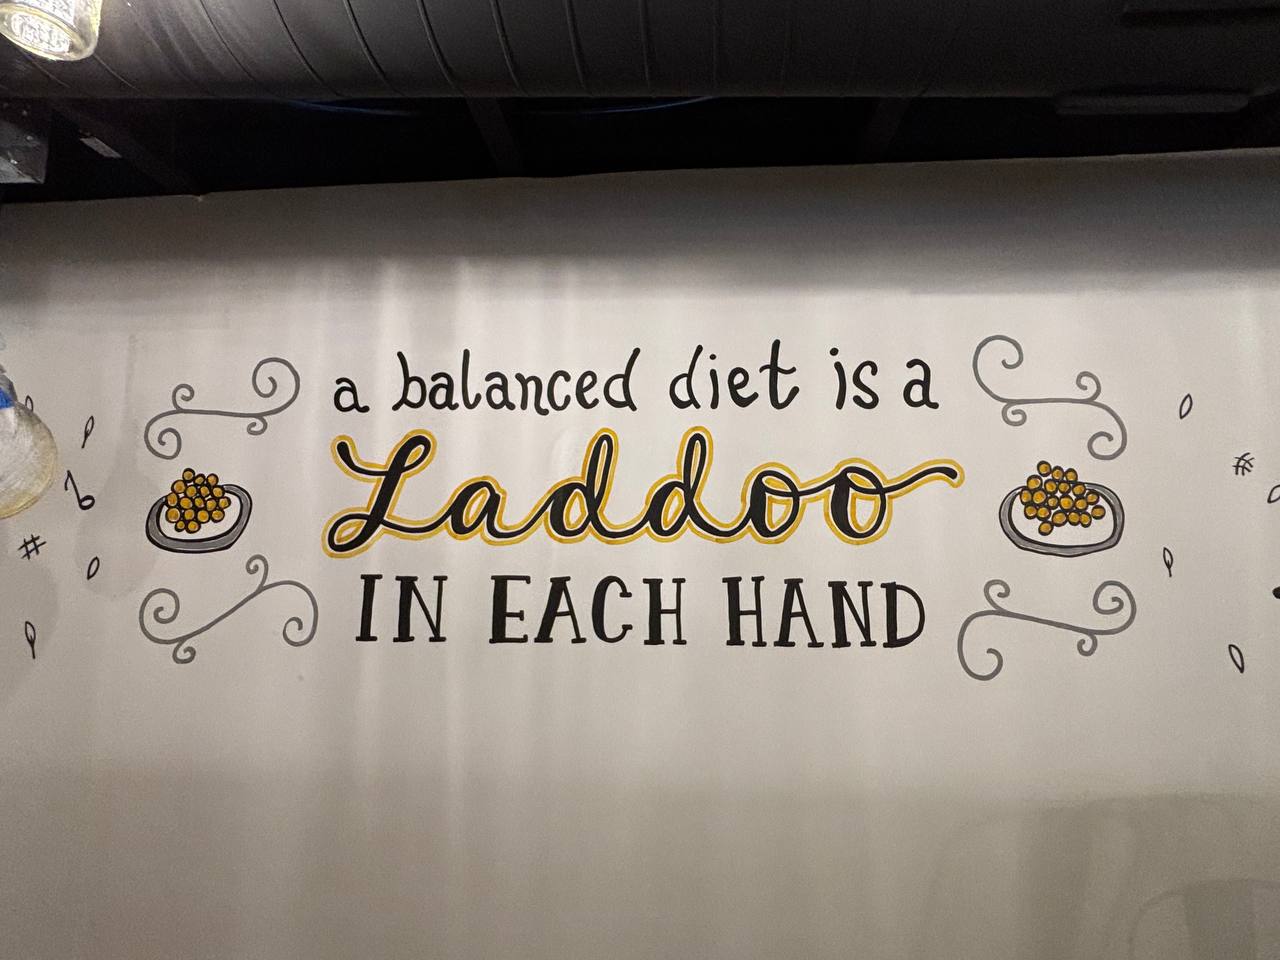 a balanced diet is a
Laddoo
IN EACH HAND